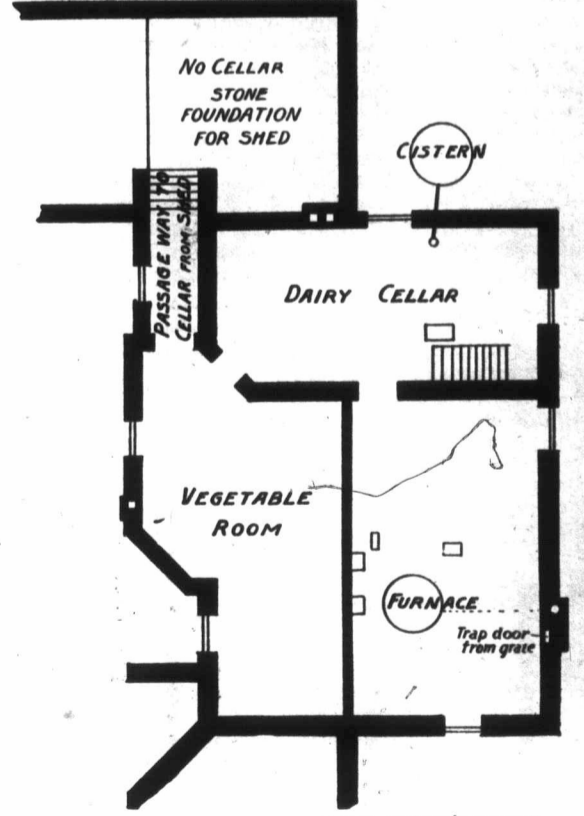 NO CELLAR
STONE
FOUNDATION
FOR SHED
CISTERN
PASSAGE WAY TO
CELLAR FROM SHED
DAIRY CELLAR
VEGETABLE
ROOM
FURNACE
Trap door
from grate